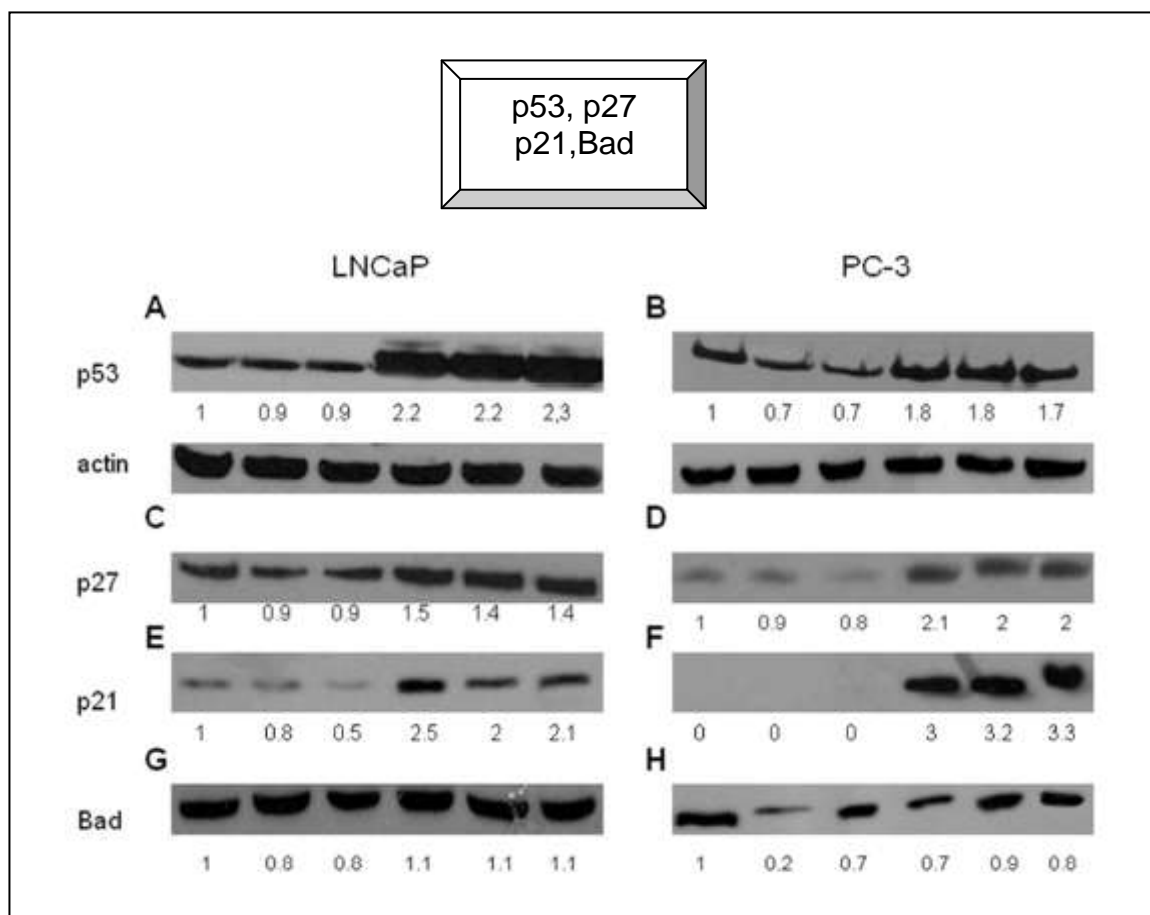 p53, p27
p21,Bad
LNCaP PC-3
A B
p53
1 0.9 0.9 2.2 2.2 2,3 1 0.7 0.7 1.8 1.8 1.7
actin
C D
p27
1 0.9 0.9 1.5 1.4 1.4 1 0.9 0.8 2.1 2 2
E F
p21
1 0.8 0.5 2.5 2 2.1 0 0 0 3 3.2 3.3
G H
Bad
1 0.8 0.8 1.1 1.1 1.1 1 0.2 0.7 0.7 0.9 0.8